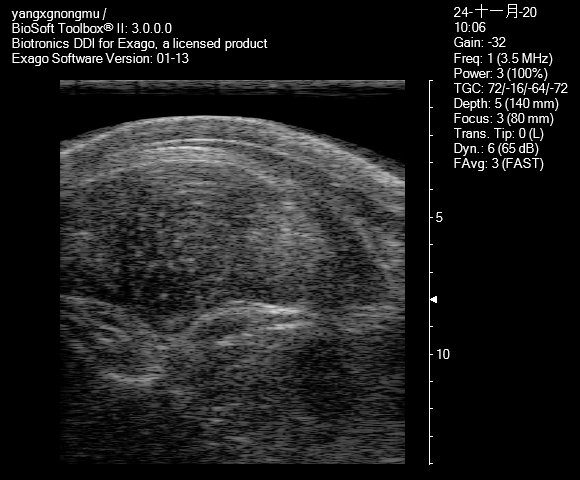 yangxgnongmu /
BioSoft Toolbox® II: 3.0.0.0
Biotronics DDI for Exago, a licensed product
Exago Software Version: 01-13
24-十一月-20
10:06
Gain: -32
Freq: 1 (3.5 MHz)
Power: 3 (100%)
TGC: 72/-16/-64/-72
Depth: 5 (140 mm)
Focus: 3 (80 mm)
Trans. Tip: 0 (L)
Dyn.: 6 (65 dB)
FAvg: 3 (FAST)
5
10